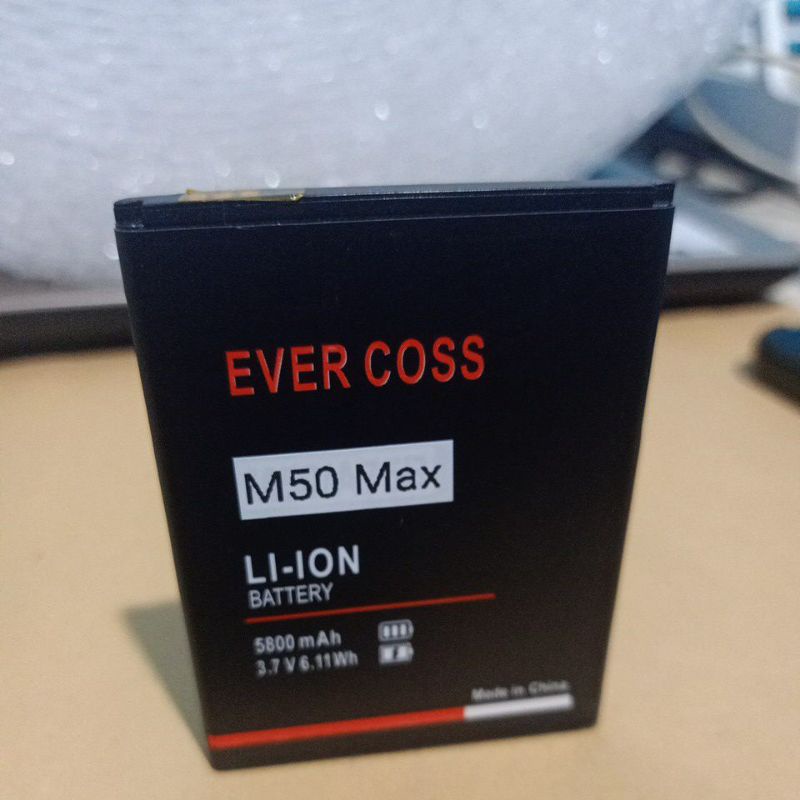 EVER COSS
M50 Max
LI-ION
BATTERY
5800 mAh
3.7 V 6.11Wh
Made in China